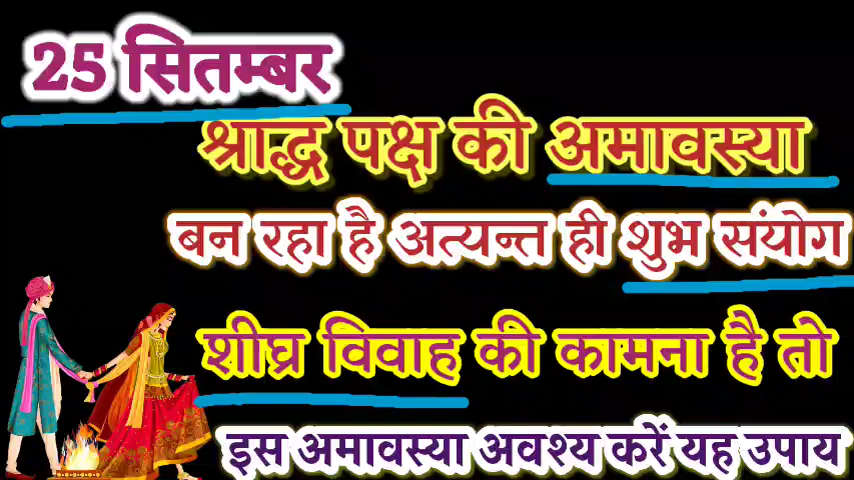 25 सितम्बर
श्राद्ध पक्ष की अमावस्या
बन रहा है अत्यन्त ही शुभ संयोग
शीघ्र विवाह की कामना है तो
इस अमावस्या अवश्य करें यह उपाय